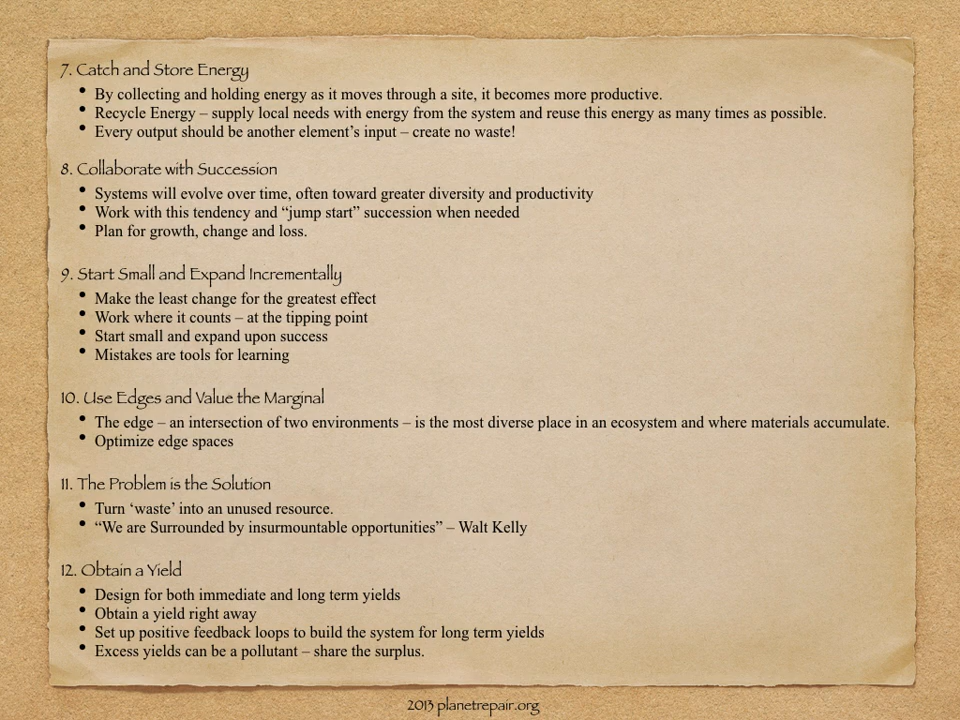 7. Catch and Store Energy
• By collecting and holding energy as it moves through a site, it becomes more productive.
• Recycle Energy – supply local needs with energy from the system and reuse this energy as many times as possible.
• Every output should be another element’s input – create no waste!
8. Collaborate with Succession
• Systems will evolve over time, often toward greater diversity and productivity
• Work with this tendency and “jump start” succession when needed
• Plan for growth, change and loss.
9. Start Small and Expand Incrementally
• Make the least change for the greatest effect
• Work where it counts – at the tipping point
• Start small and expand upon success
• Mistakes are tools for learning
10. Use Edges and Value the Marginal
• The edge – an intersection of two environments – is the most diverse place in an ecosystem and where materials accumulate.
• Optimize edge spaces
11. The Problem is the Solution
• Turn ‘waste’ into an unused resource.
• “We are Surrounded by insurmountable opportunities” – Walt Kelly
12. Obtain a Yield
• Design for both immediate and long term yields
• Obtain a yield right away
• Set up positive feedback loops to build the system for long term yields
• Excess yields can be a pollutant – share the surplus.
2013 planetrepair.org